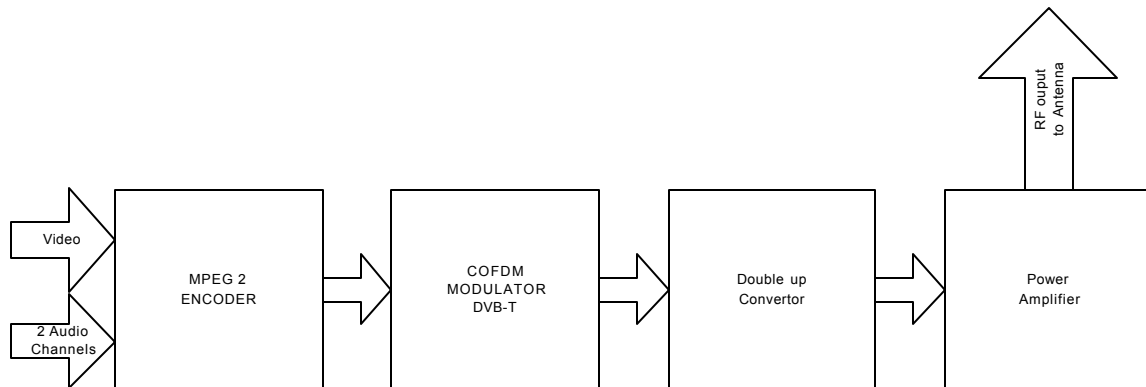 RF ouput
to Antenna
Video
2 Audio
Channels
MPEG 2
ENCODER
COFDM
MODULATOR
DVB-T
Double up
Convertor
Power
Amplifier